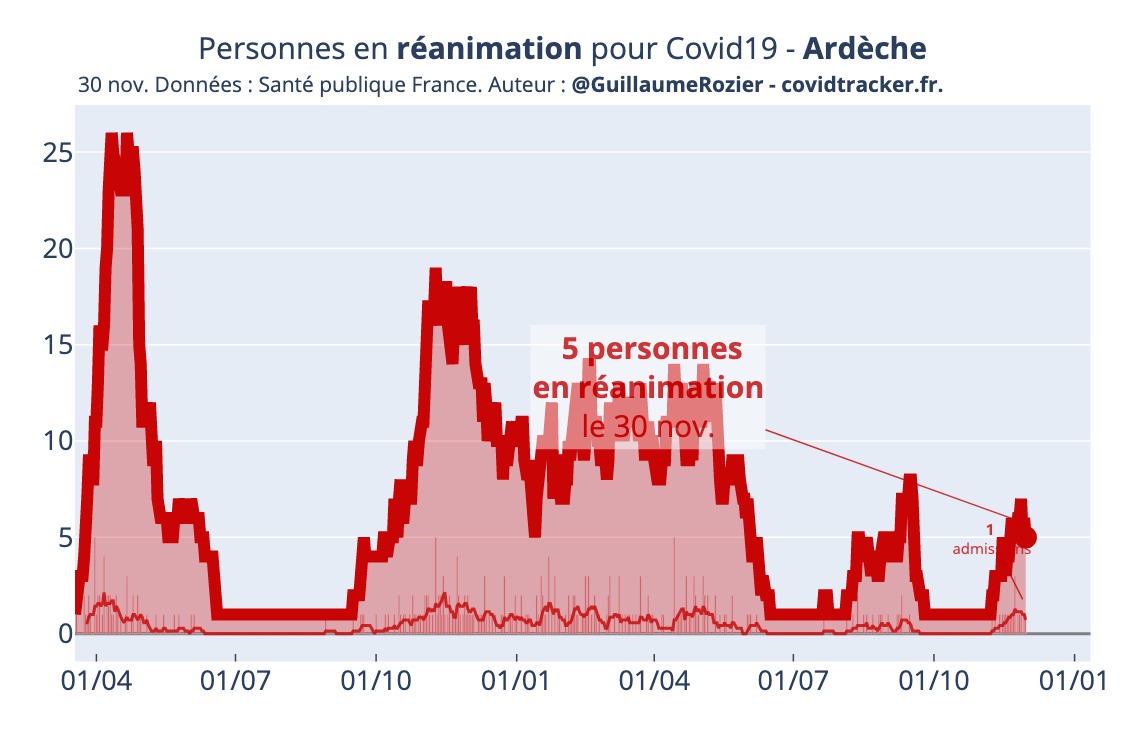 Personnes en réanimation pour Covid19 - Ardèche
30 nov. Données : Santé publique France. Auteur : @GuillaumeRozier - covidtracker.fr.
25
20
15
10
5
0
5 personnes
en réanimation
le 30 nov.
1
admissions
01/04
01/07
01/10
01/01
01/04
01/07
01/10
01/01